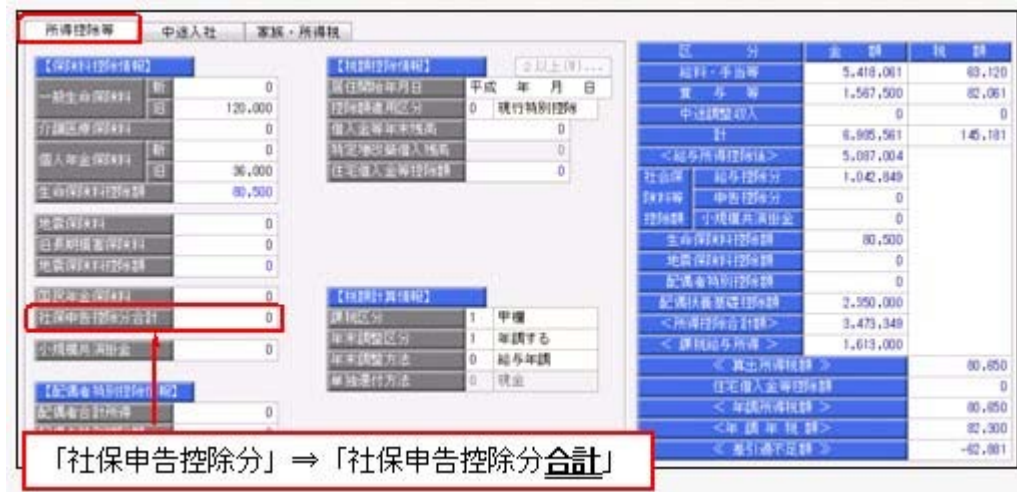 所得控除等 中途入社 家族・所得税
【保険料控除情報】
一般生命保険料 新 0
旧 120,000
介護医療保険料 0
個人年金保険料 新 0
旧 36,000
生命保険料控除額 80,500
地震保険料 0
旧長期損害保険料 0
地震保険料控除額 0
国民年金保険料 0
社保申告控除分合計 0
小規模共済掛金 0
【配偶者特別控除情報】
配偶者合計所得 0
【税額控除情報】
居住開始年月日 平成 年 月 日
控除額適用区分 0 現行特別控除
借入金等年末残高 0
特定増改築借入残高 0
住宅借入金等控除額 0
【税額計算情報】
課税区分 1 甲欄
年末調整区分 1 年調する
年末調整方法 0 給与年調
単独還付方法 0 現金
区 分 金 額 税 額
給料・手当等 5,418,061 63,120
賞 与 等 1,567,500 82,061
中途調整収入 0 0
計 6,985,561 145,181
<給与所得控除後> 5,087,004
社会保険料等控除額 給与控除分 1,042,849
申告控除分 0
小規模共済掛金 0
生命保険料控除額 80,500
地震保険料控除額 0
配偶者特別控除額 0
配偶扶養基礎控除額 2,350,000
<所得控除合計額> 3,473,349
< 課税給与所得 > 1,613,000
< 算出所得税額 > 80,650
住宅借入金等控除額 0
< 年調所得税額 > 80,650
<年 調 年 税 額> 82,300
< 差引過不足額 > -62,881
「社保申告控除分」⇒「社保申告控除分合計」